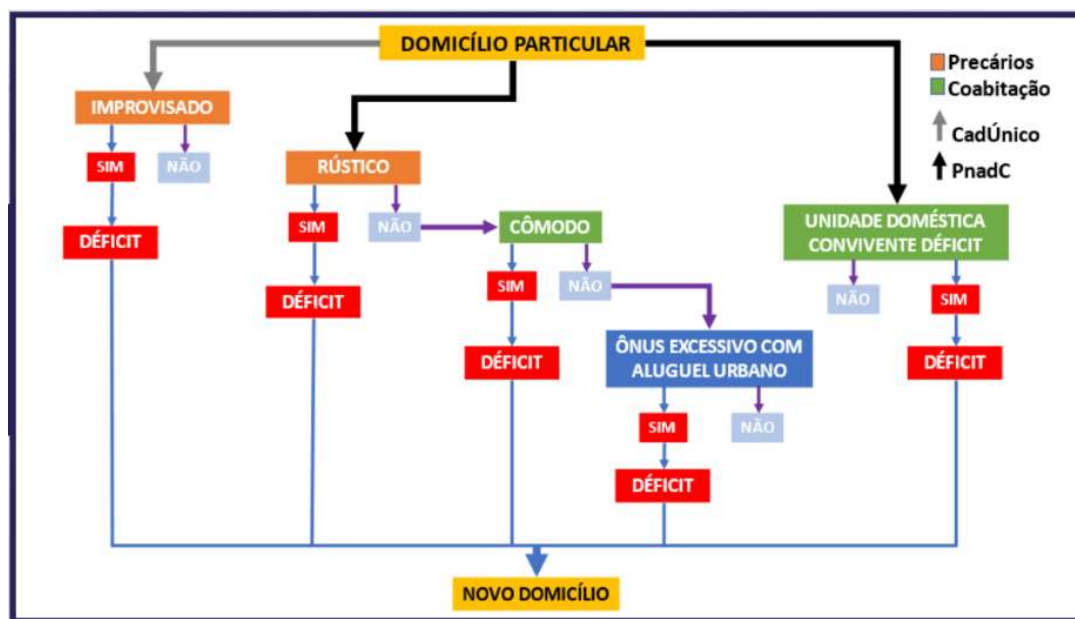 DOMICÍLIO PARTICULAR
Precários
Coabitação
CadÚnico
PnadC
IMPROVISADO
SIM
NÃO
DÉFICIT
RÚSTICO
SIM
NÃO
DÉFICIT
CÔMODO
SIM
NÃO
DÉFICIT
ÔNUS EXCESSIVO COM
ALUGUEL URBANO
SIM
NÃO
DÉFICIT
UNIDADE DOMÉSTICA
CONVIVENTE DÉFICIT
NÃO
SIM
DÉFICIT
NOVO DOMICÍLIO